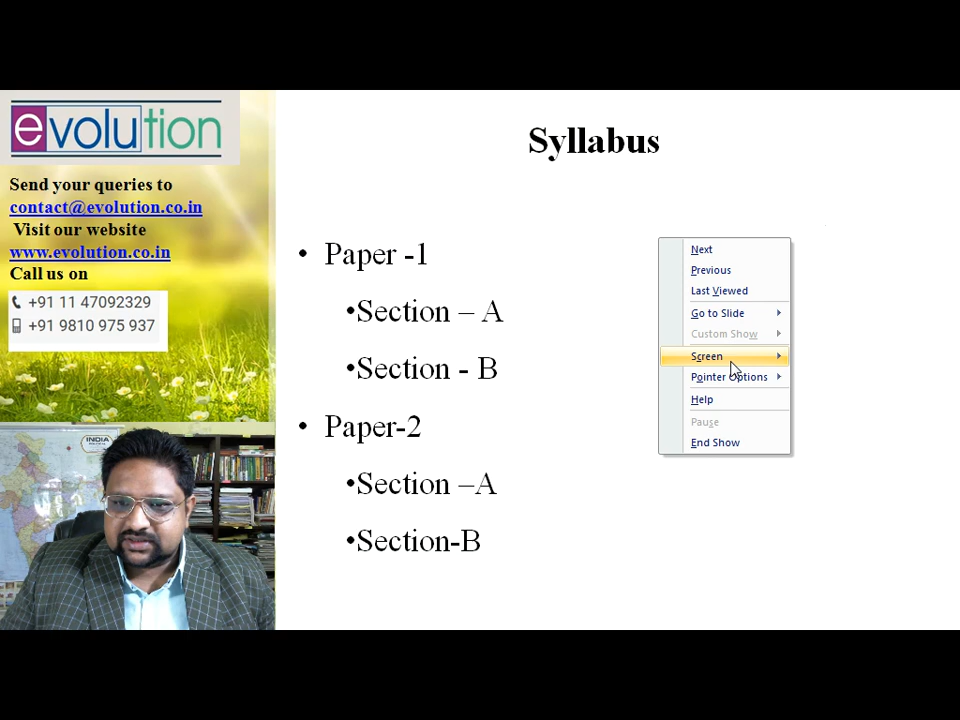 evolution
Send your queries to
contact@evolution.co.in
Visit our website
www.evolution.co.in
Call us on
+91 11 47092329
+91 9810 975 937
INDIA
Syllabus
• Paper -1
•Section – A
•Section - B
• Paper-2
•Section –A
•Section-B
Next
Previous
Last Viewed
Go to Slide
Custom Show
Screen
Pointer Options
Help
Pause
End Show